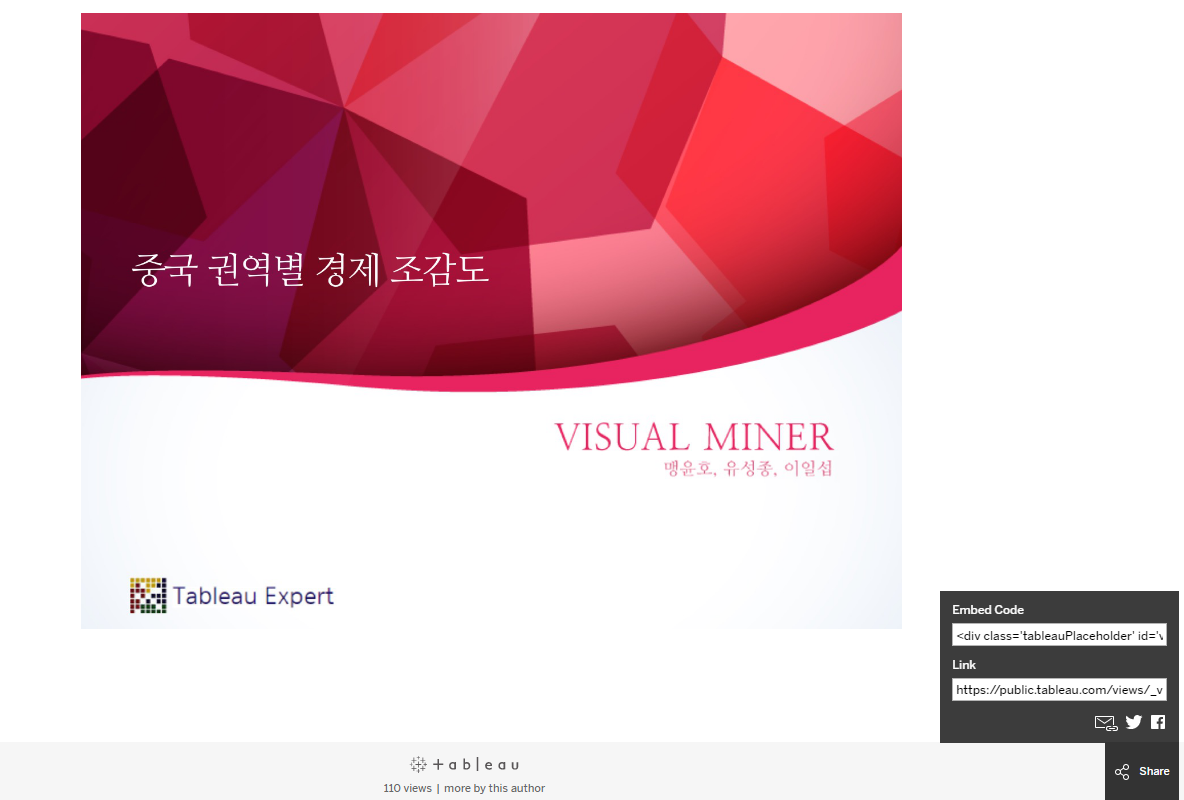 중국 권역별 경제 조감도
VISUAL MINER
맹윤호, 유성종, 이일섭
Tableau Expert
Embed Code
<div class='tableauPlaceholder' id='v
Link
https://public.tableau.com/views/_v
+ a b l e a u
110 views | more by this author
Share